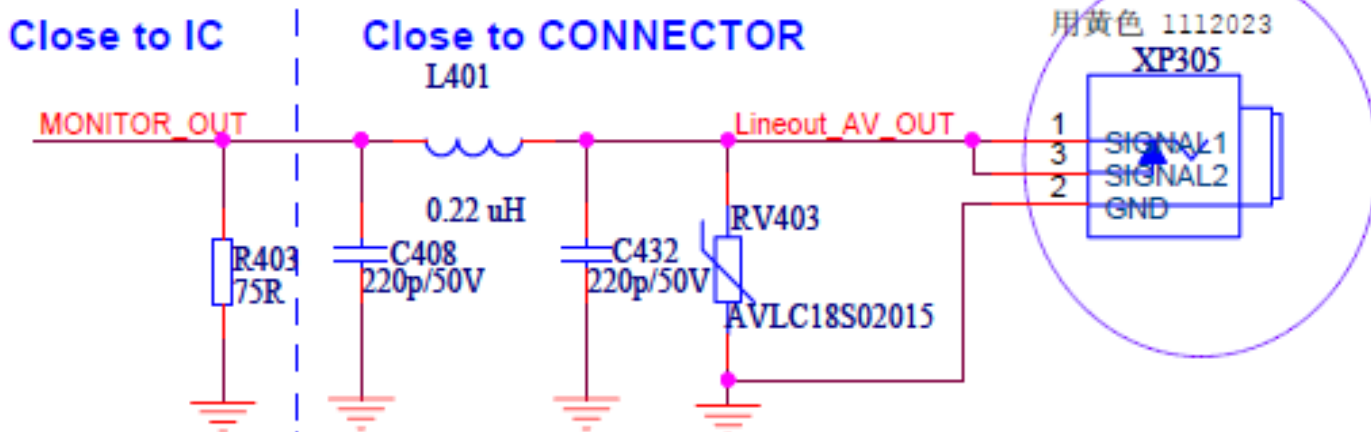 Close to IC
Close to CONNECTOR
用黄色 1112023
XP305
L401
MONITOR_OUT
Lineout_AV_OUT
1
SIGNAL1
3
SIGNAL2
2
GND
0.22 uH
RV403
R403
75R
C408
220p/50V
C432
220p/50V
AVLC18S02015